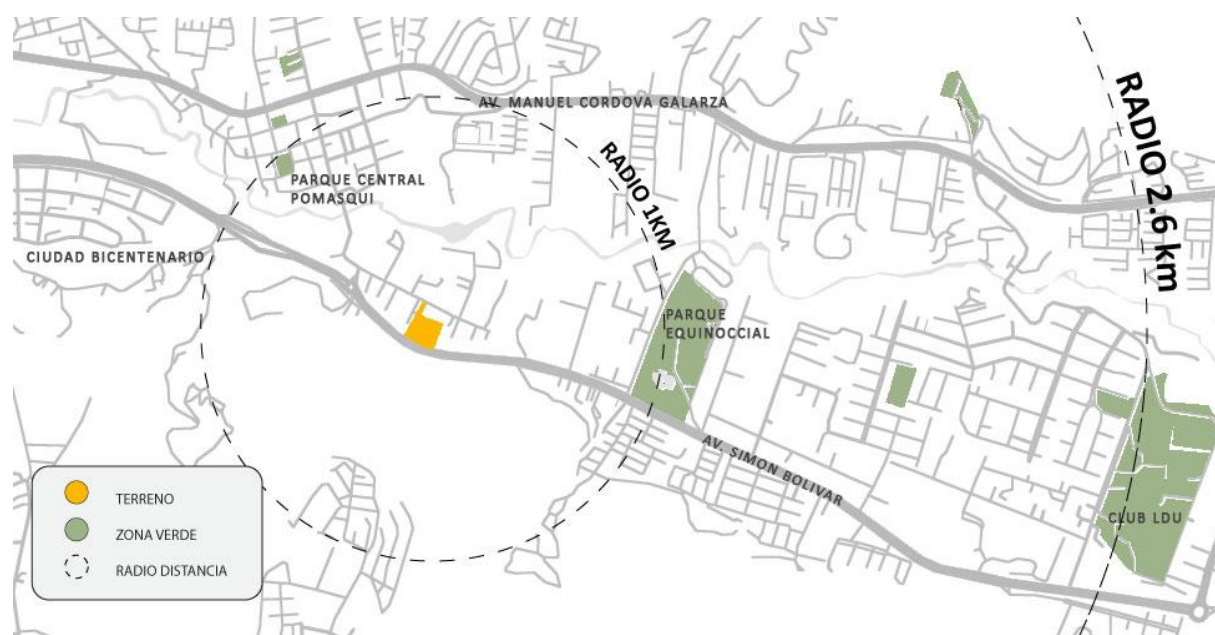 AV. MANUEL CORDOVA GALARZA
RADIO 1KM
RADIO 2.6 km
PARQUE CENTRAL
POMASQUI
CIUDAD BICENTENARIO
PARQUE
EQUINOCCIAL
AV. SIMON BOLIVAR
CLUB LDU
TERRENO
ZONA VERDE
RADIO DISTANCIA